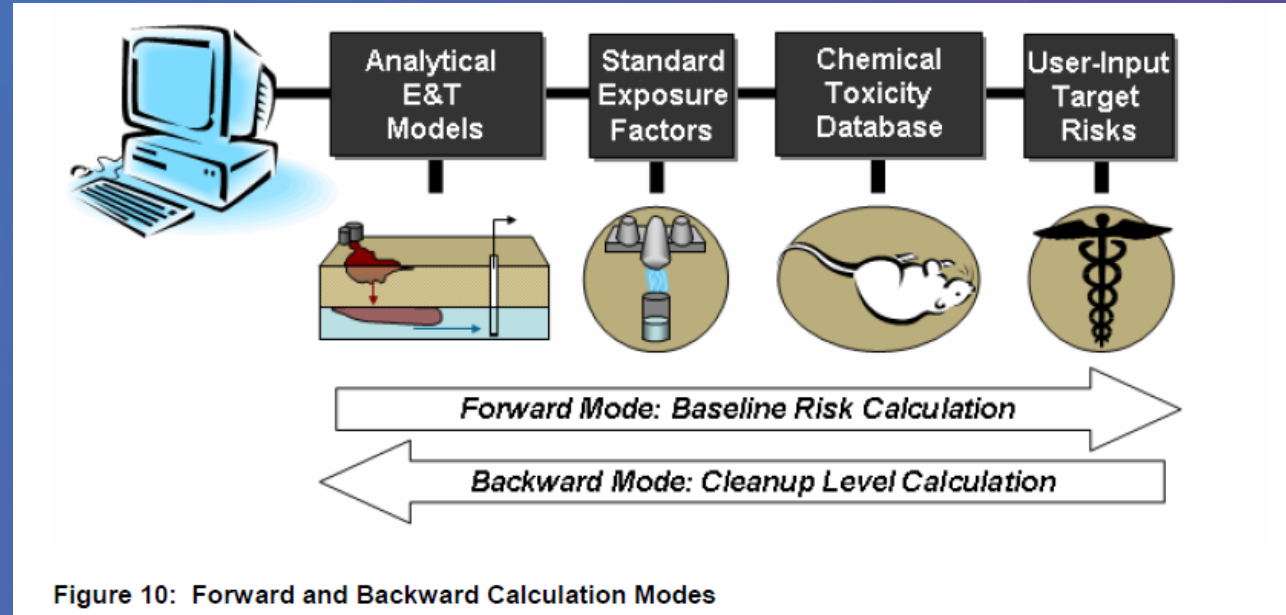 Analytical
E&T
Models
Standard
Exposure
Factors
Chemical
Toxicity
Database
User-Input
Target
Risks
Forward Mode: Baseline Risk Calculation
Backward Mode: Cleanup Level Calculation
Figure 10: Forward and Backward Calculation Modes